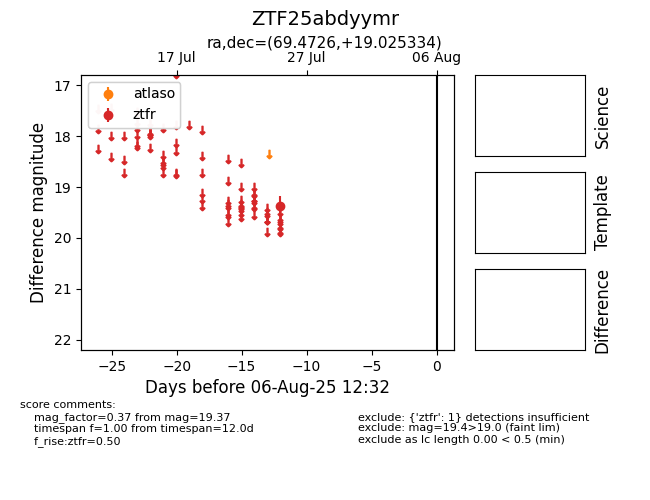 ZTF25abdyymr
ra,dec=(69.4726,+19.025334)
17 Jul 27 Jul 06 Aug
atlaso
ztfr
17
18
19
20
21
22
Difference magnitude
−25 −20 −15 −10 −5 0
Days before 06-Aug-25 12:32
Science
Template
Difference
score comments:
mag_factor=0.37 from mag=19.37
timespan f=1.00 from timespan=12.0d
f_rise:ztfr=0.50
exclude: {'ztfr': 1} detections insufficient
exclude: mag=19.4>19.0 (faint lim)
exclude as lc length 0.00 < 0.5 (min)